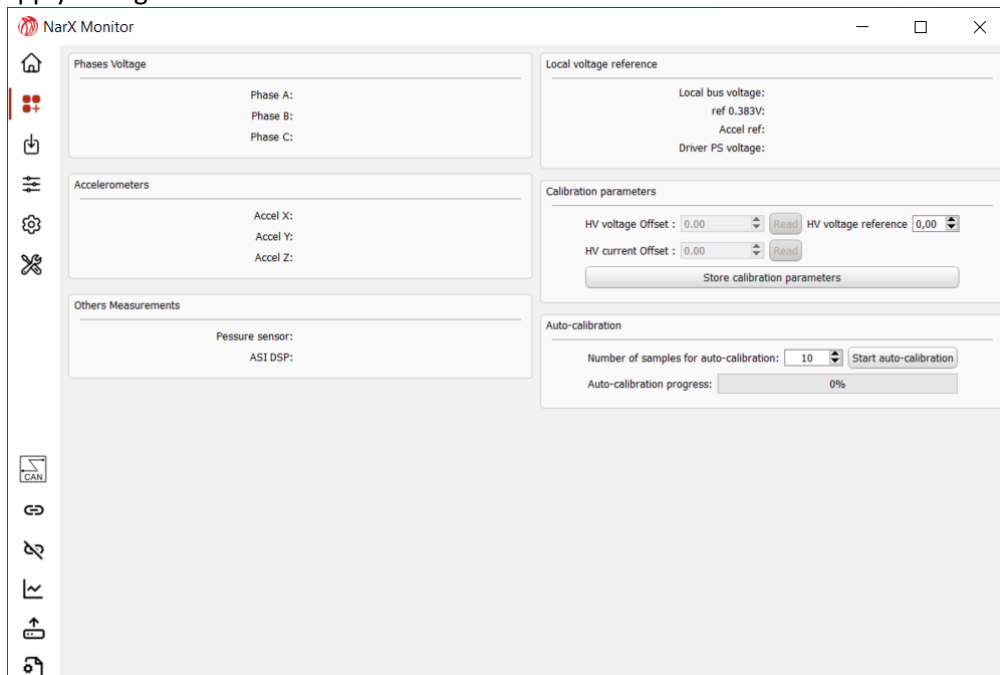 NarX Monitor
Phases Voltage
Phase A:
Phase B:
Phase C:
Accelerometers
Accel X:
Accel Y:
Accel Z:
Others Measurements
Pessure sensor:
ASI DSP:
Local voltage reference
Local bus voltage:
ref 0.383V:
Accel ref:
Driver PS voltage:
Calibration parameters
HV voltage Offset : 0.00 Read HV voltage reference 0,00
HV current Offset : 0.00 Read
Store calibration parameters
Auto-calibration
Number of samples for auto-calibration: 10 Start auto-calibration
Auto-calibration progress: 0%
CAN